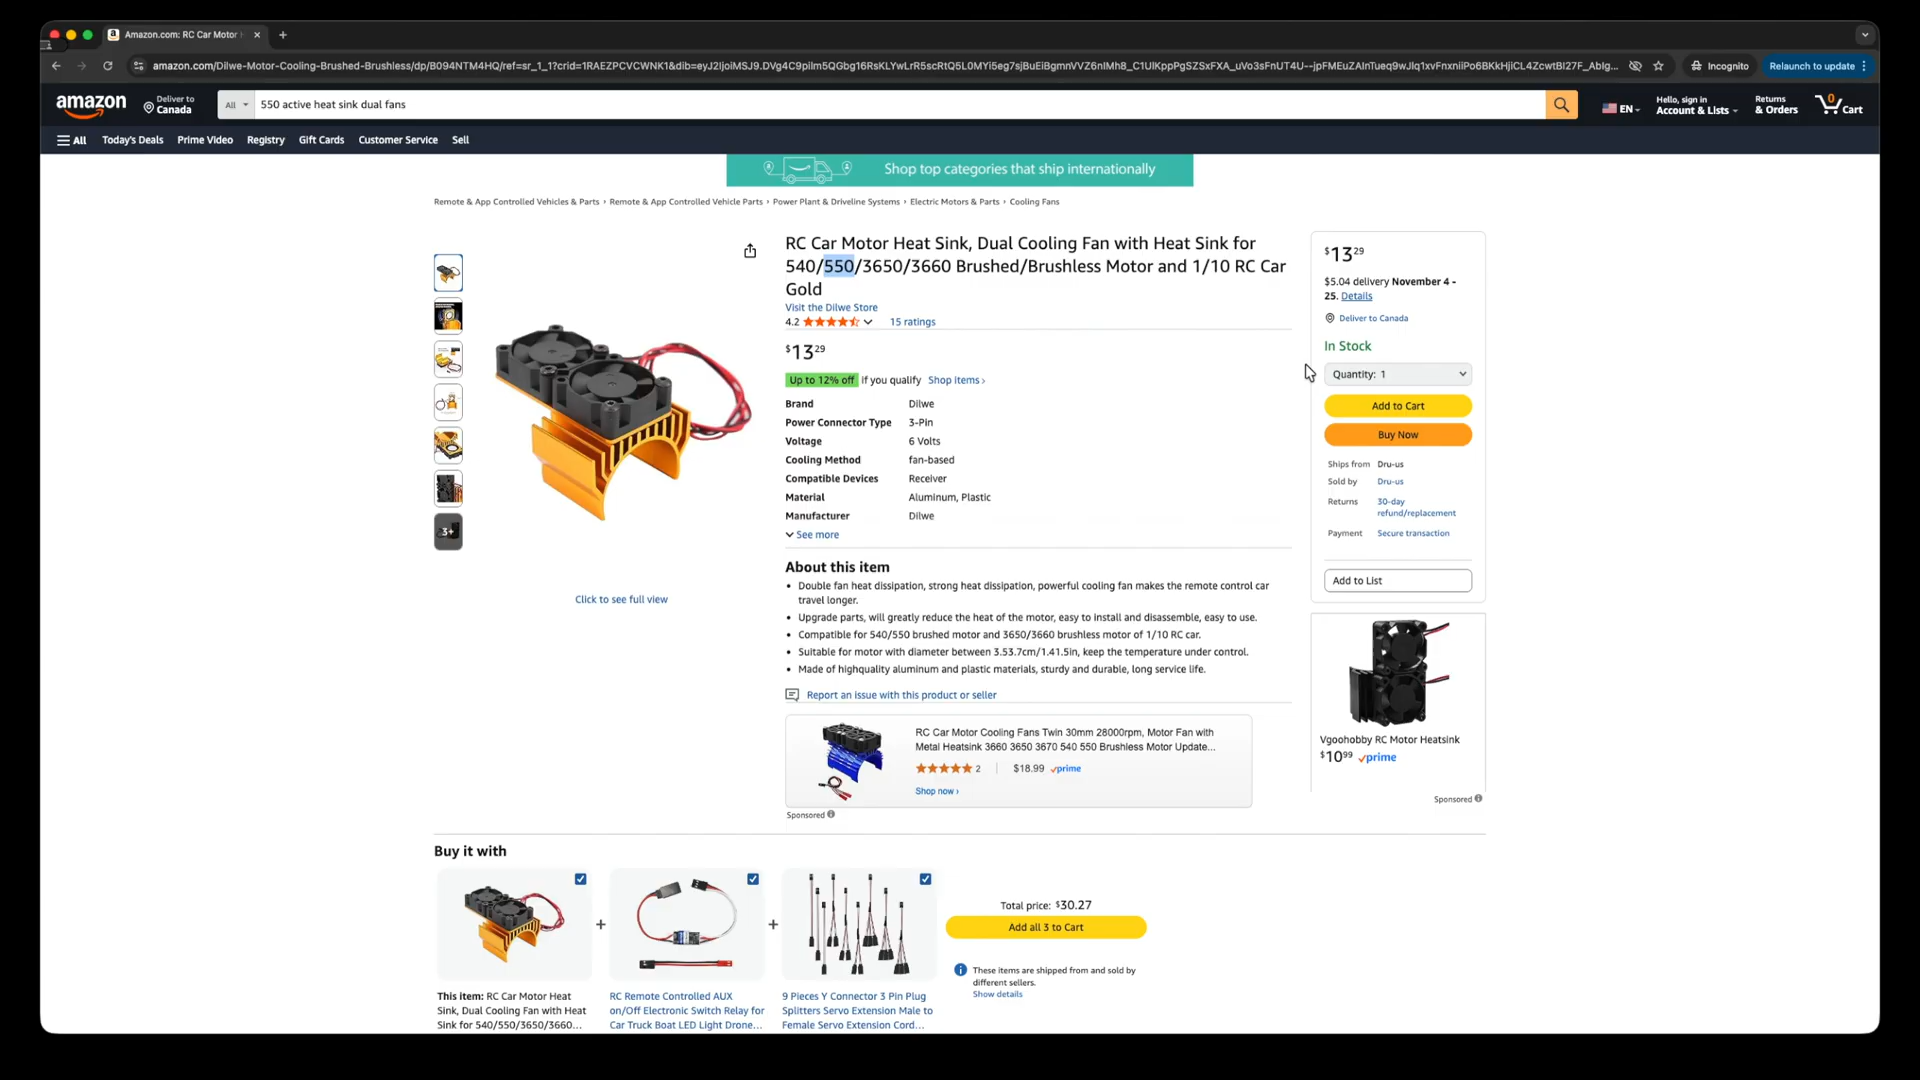 Amazon.com: RC Car Motor
amazon.com/Dilwe-Motor-Cooling-Brushed-Brushless/dp/B094NTM4HQ/ref=sr_1_1?crid=1RAEZPCVCWNK1&dib=
Incognito
Relaunch to update
amazon
Deliver to
Canada
All
550 active heat sink dual fans
EN
Hello, sign in
Account & Lists
Returns
& Orders
0
Cart
All
Today's Deals
Prime Video
Registry
Gift Cards
Customer Service
Sell
Shop top categories that ship internationally
Remote & App Controlled Vehicles & Parts › Remote & App Controlled Vehicle Parts › Power Plant & Driveline Systems › Electric Motors & Parts › Cooling Fans
3+
Click to see full view
RC Car Motor Heat Sink, Dual Cooling Fan with Heat Sink for
540/550/3650/3660 Brushed/Brushless Motor and 1/10 RC Car
Gold
Visit the Dilwe Store
4.2
15 ratings
$13 29
Up to 12% off if you qualify Shop items ›
Brand Dilwe
Power Connector Type 3-Pin
Voltage 6 Volts
Cooling Method fan-based
Compatible Devices Receiver
Material Aluminum, Plastic
Manufacturer Dilwe
See more
About this item
• Double fan heat dissipation, strong heat dissipation, powerful cooling fan makes the remote control car
travel longer.
• Upgrade parts, will greatly reduce the heat of the motor, easy to install and disassemble, easy to use.
• Compatible for 540/550 brushed motor and 3650/3660 brushless motor of 1/10 RC car.
• Suitable for motor with diameter between 3.53.7cm/1.41.5in, keep the temperature under control.
• Made of highquality aluminum and plastic materials, sturdy and durable, long service life.
Report an issue with this product or seller
RC Car Motor Cooling Fans Twin 30mm 28000rpm, Motor Fan with
Metal Heatsink 3660 3650 3670 540 550 Brushless Motor Update...
2
$18.99 prime
Shop now ›
Sponsored
$13 29
$5.04 delivery November 4 -
25. Details
Deliver to Canada
In Stock
Quantity: 1
Add to Cart
Buy Now
Ships from Dru-us
Sold by Dru-us
Returns 30-day
refund/replacement
Payment Secure transaction
Add to List
Vgoohobby RC Motor Heatsink
$10 99 prime
Sponsored
Buy it with
+
+
This item: RC Car Motor Heat
Sink, Dual Cooling Fan with Heat
Sink for 540/550/3650/3660...
RC Remote Controlled AUX
on/Off Electronic Switch Relay for
Car Truck Boat LED Light Drone...
9 Pieces Y Connector 3 Pin Plug
Splitters Servo Extension Male to
Female Servo Extension Cord...
Total price: $30.27
Add all 3 to Cart
These items are shipped from and sold by
different sellers.
Show details